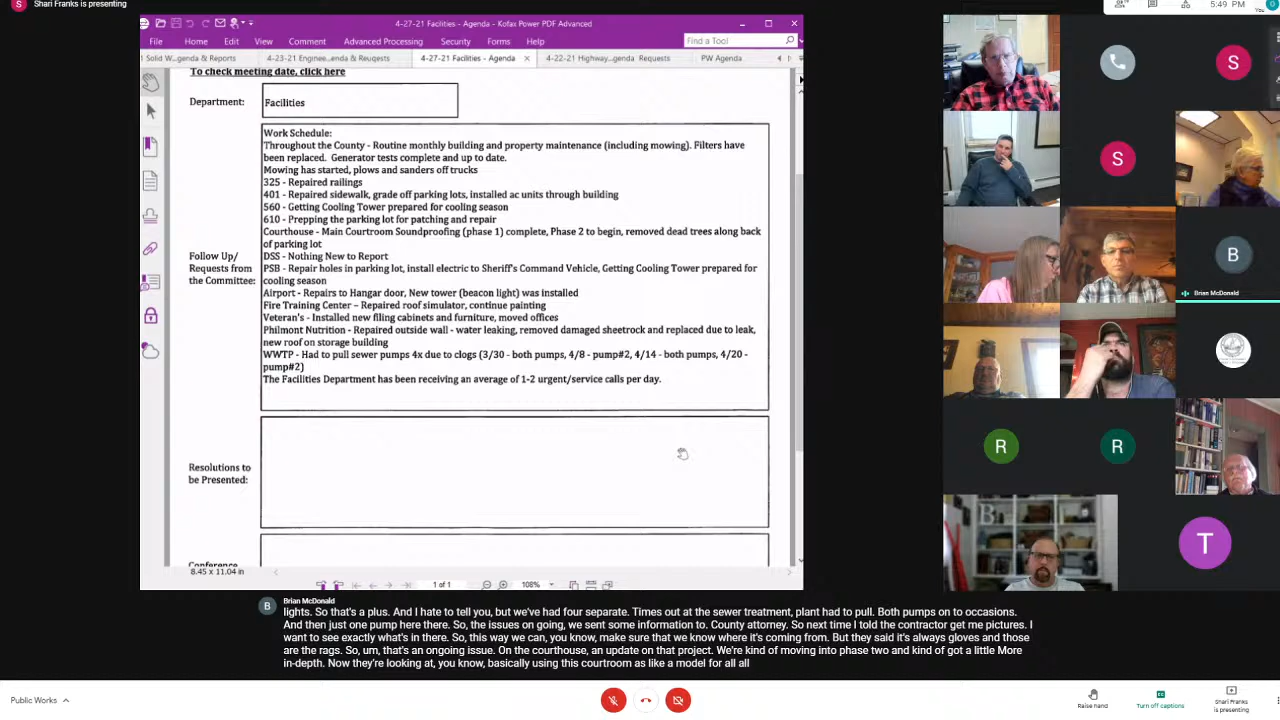 Shari Franks is presenting
5:49 PM
You
4-27-21 Facilities - Agenda - Kofax Power PDF Advanced
File Home Edit View Comment Advanced Processing Security Forms Help
Find a Tool
1 Solid W...genda & Reports
4-23-21 Enginee...enda & Reuqests
4-27-21 Facilities - Agenda
4-22-21 Highway...genda Requests
PW Agenda
To check meeting date, click here
Department:
Facilities
Follow Up/
Requests from
the Committee:
Work Schedule:
Throughout the County - Routine monthly building and property maintenance (including mowing). Filters have
been replaced. Generator tests complete and up to date.
Mowing has started, plows and sanders off trucks
325 - Repaired railings
401 - Repaired sidewalk, grade off parking lots, installed ac units through building
560 - Getting Cooling Tower prepared for cooling season
610 - Prepping the parking lot for patching and repair
Courthouse - Main Courtroom Soundproofing (phase 1) complete, Phase 2 to begin, removed dead trees along back
of parking lot
DSS - Nothing New to Report
PSB - Repair holes in parking lot, install electric to Sheriff's Command Vehicle, Getting Cooling Tower prepared for
cooling season
Airport - Repairs to Hangar door, New tower (beacon light) was installed
Fire Training Center – Repaired roof simulator, continue painting
Veteran's - Installed new filing cabinets and furniture, moved offices
Philmont Nutrition - Repaired outside wall - water leaking, removed damaged sheetrock and replaced due to leak,
new roof on storage building
WWTP - Had to pull sewer pumps 4x due to clogs (3/30 - both pumps, 4/8 - pump#2, 4/14 - both pumps, 4/20 -
pump#2)
The Facilities Department has been receiving an average of 1-2 urgent/service calls per day.
Resolutions to
be Presented:
Conference
8.45 x 11.04 in
1 of 1
108%
S
S
B
Brian McDonald
R
R
B
T
B
Brian McDonald
lights. So that's a plus. And I hate to tell you, but we've had four separate. Times out at the sewer treatment, plant had to pull. Both pumps on to occasions.
And then just one pump here there. So, the issues on going, we sent some information to. County attorney. So next time I told the contractor get me pictures. I
want to see exactly what's in there. So, this way we can, you know, make sure that we know where it's coming from. But they said it's always gloves and those
are the rags. So, um, that's an ongoing issue. On the courthouse, an update on that project. We're kind of moving into phase two and kind of got a little More
in-depth. Now they're looking at, you know, basically using this courtroom as like a model for all all
Public Works
Raise hand
Turn off captions
Shari Franks
is presenting